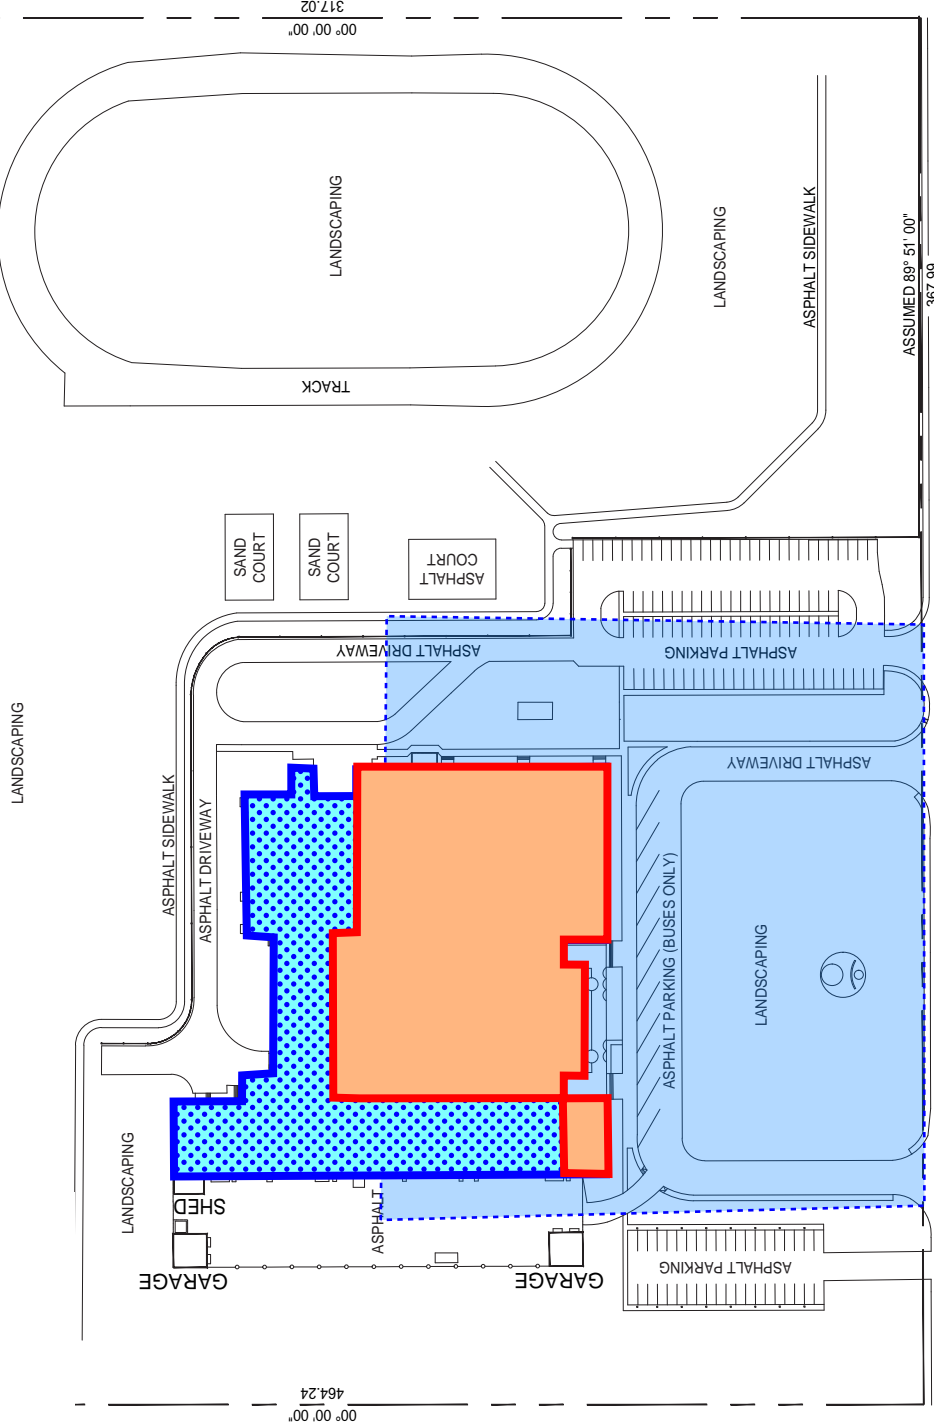 317.02
00° 00' 00"
LANDSCAPING
LANDSCAPING
ASPHALT SIDEWALK
ASSUMED 89° 51' 00"
367.99
TRACK
SAND
COURT
SAND
COURT
ASPHALT
COURT
ASPHALT DRIVEWAY
ASPHALT PARKING
LANDSCAPING
ASPHALT DRIVEWAY
ASPHALT SIDEWALK
ASPHALT DRIVEWAY
ASPHALT PARKING (BUSES ONLY)
LANDSCAPING
LANDSCAPING
SHED
ASPHALT
GARAGE
GARAGE
ASPHALT PARKING
464.24
00° 00' 00"